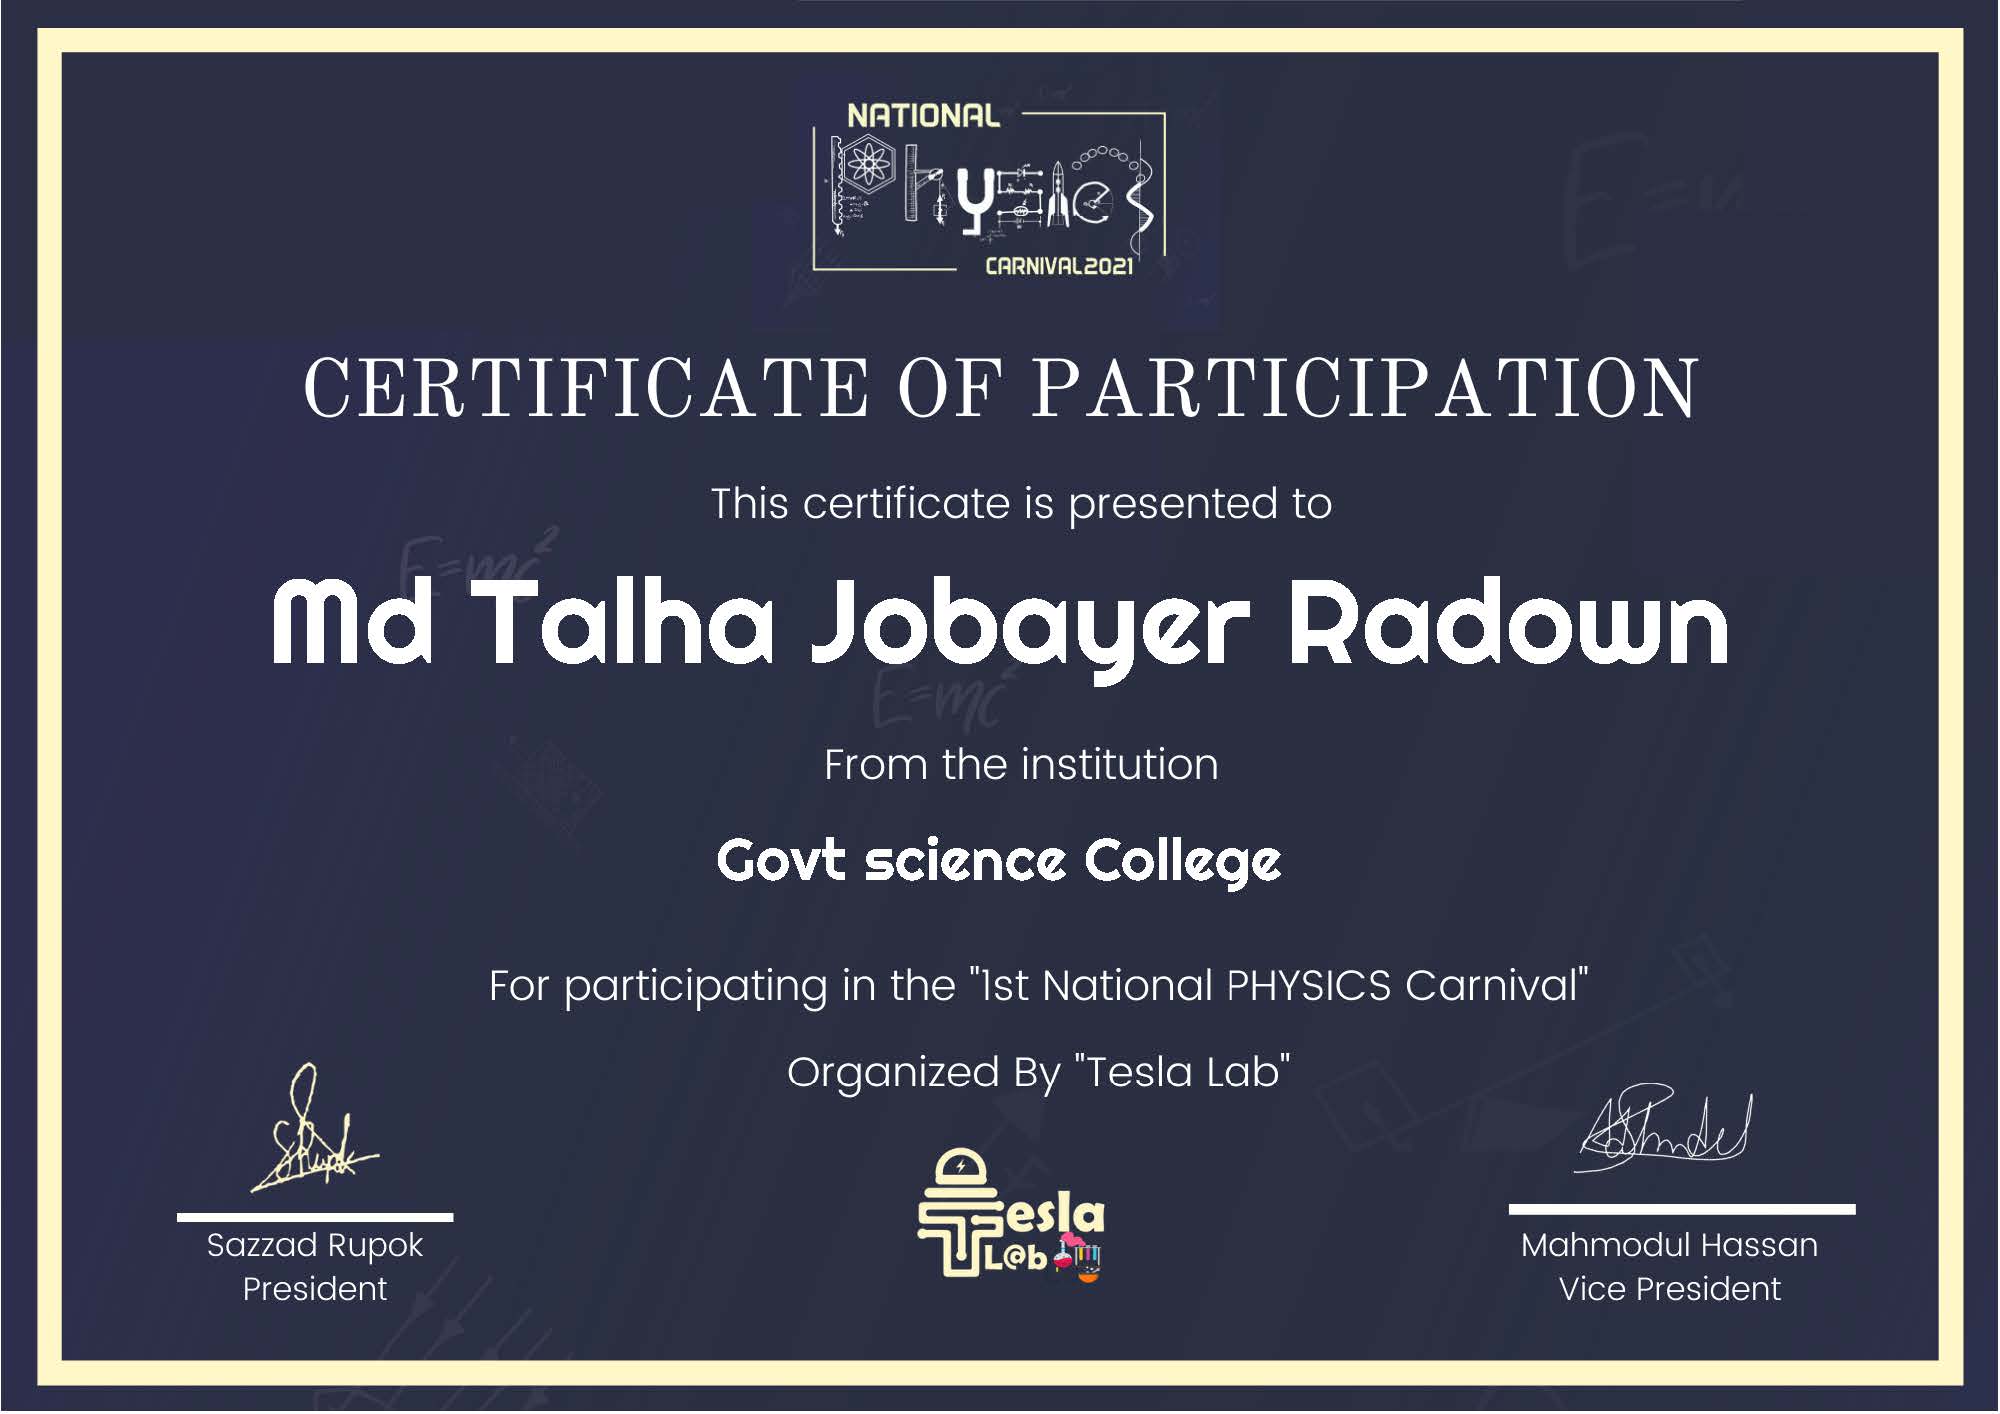 NATIONAL
PhYSICS
CARNIVAL2021
CERTIFICATE OF PARTICIPATION
This certificate is presented to
E=mc²
Md Talha Jobayer Radown
E=mc²
From the institution
Govt science College
For participating in the "1st National PHYSICS Carnival"
Organized By "Tesla Lab"
Tesla
L@b
Sazzad Rupok
President
Mahmodul Hassan
Vice President